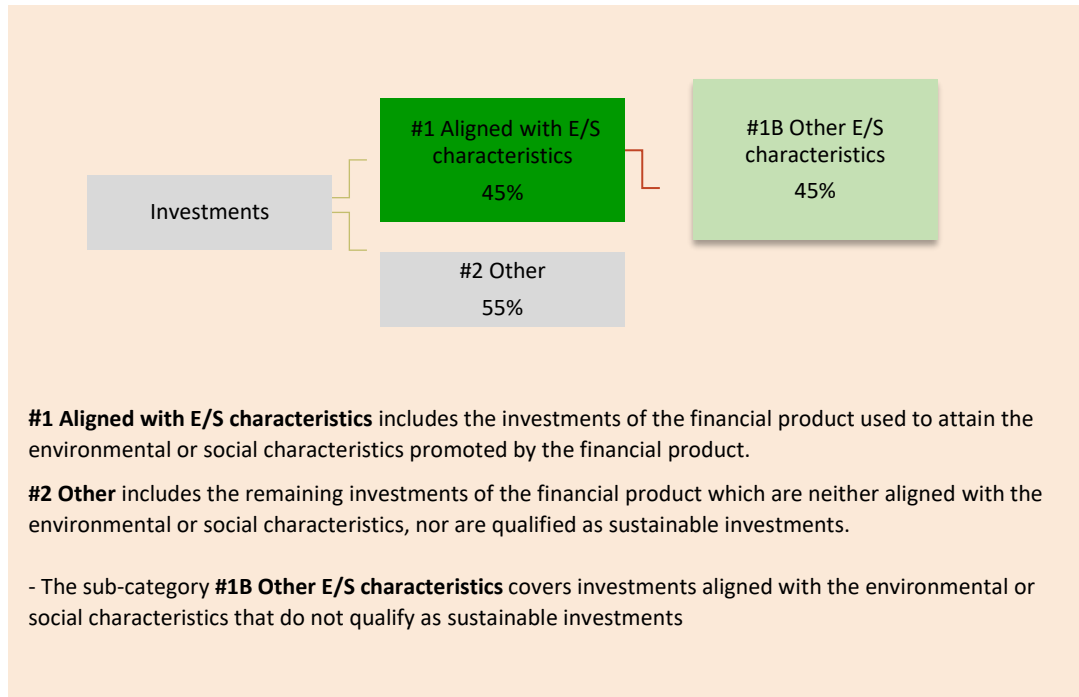 #1 Aligned with E/S
characteristics
45%
#1B Other E/S
characteristics
45%
Investments
#2 Other
55%
#1 Aligned with E/S characteristics includes the investments of the financial product used to attain the
environmental or social characteristics promoted by the financial product.
#2 Other includes the remaining investments of the financial product which are neither aligned with the
environmental or social characteristics, nor are qualified as sustainable investments.
- The sub-category #1B Other E/S characteristics covers investments aligned with the environmental or
social characteristics that do not qualify as sustainable investments